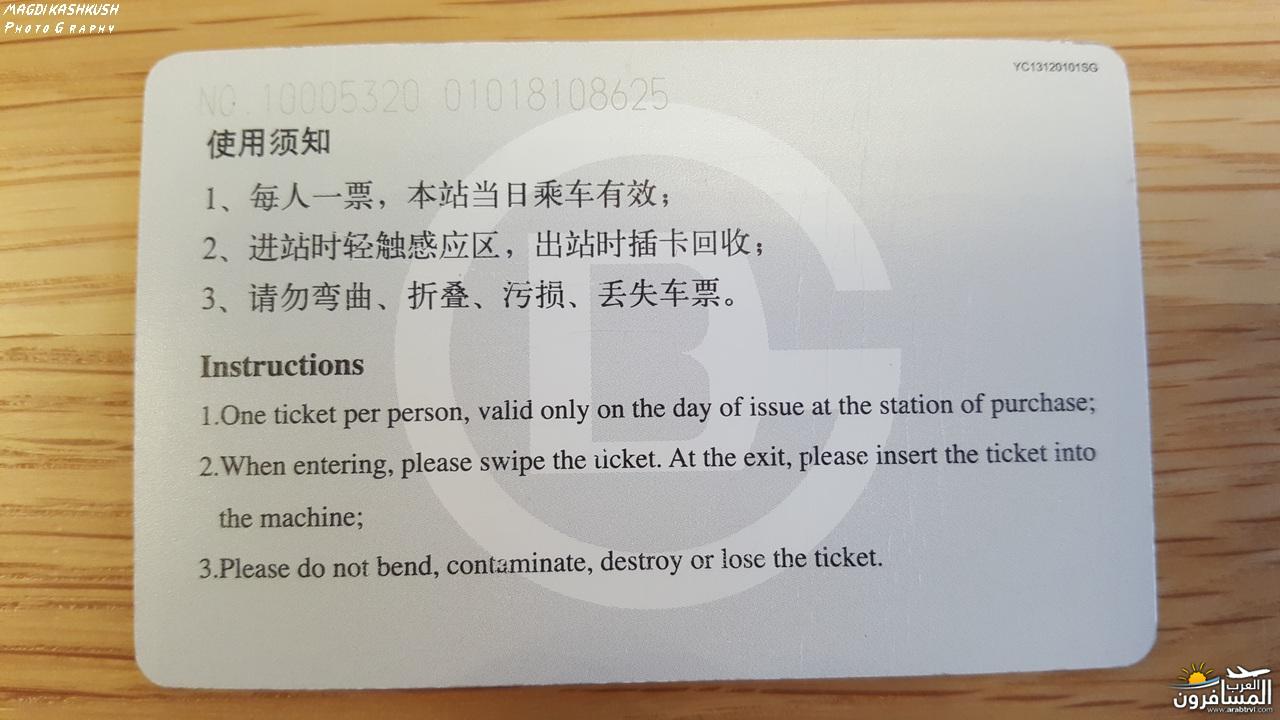 MAGDI KASHKUSH
PHOTOGRAPHY
YC13120101SG
NO.10005320 01018108625
使用须知
1、每人一票，本站当日乘车有效；
2、进站时轻触感应区，出站时插卡回收；
3、请勿弯曲、折叠、污损、丢失车票。
Instructions
1.One ticket per person, valid only on the day of issue at the station of purchase;
2.When entering, please swipe the ticket. At the exit, please insert the ticket into
the machine;
3.Please do not bend, contaminate, destroy or lose the ticket.
العرب
المسافرون
www.arabtrvl.com